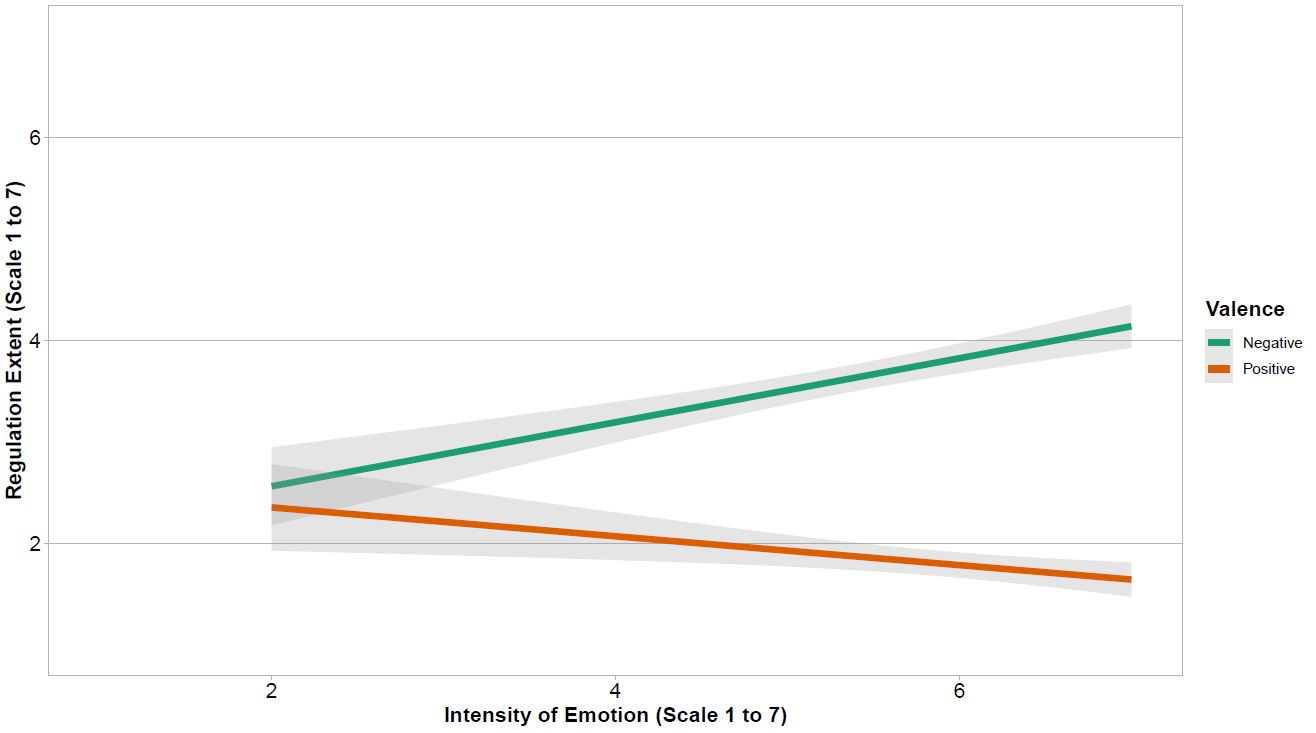 Regulation Extent (Scale 1 to 7)
6
4
2
2 4 6
Intensity of Emotion (Scale 1 to 7)
Valence
Negative
Positive